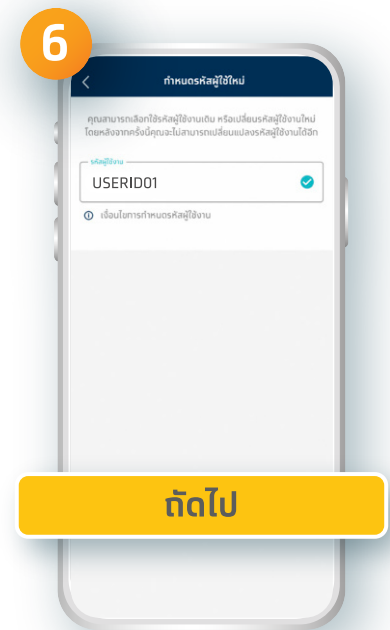 6
กำหนดรหัสผู้ใช้ใหม่
คุณสามารถเลือกใช้รหัสผู้ใช้งานเดิม หรือเปลี่ยนรหัสผู้ใช้งานใหม่
โดยหลังจากครั้งนี้คุณจะไม่สามารถเปลี่ยนแปลงรหัสผู้ใช้งานได้อีก
รหัสผู้ใช้งาน
USERID01
เงื่อนไขการกำหนดรหัสผู้ใช้งาน
ถัดไป